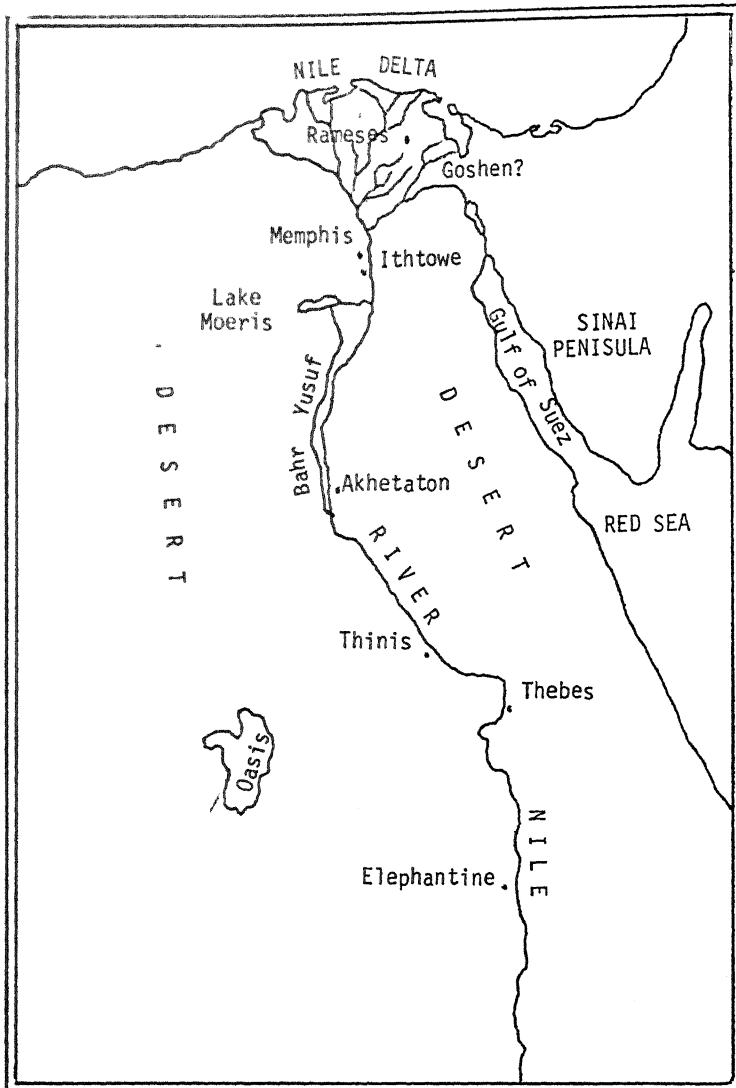 NILE DELTA
Rameses
Goshen?
Memphis
Ithtowe
Lake
Moeris
SINAI
PENISULA
Gulf of Suez
Bahr Yusuf
DESERT
DESERT
Akhetaton
RED SEA
RIVER
Thinis
Thebes
Oasis
NILE
Elephantine